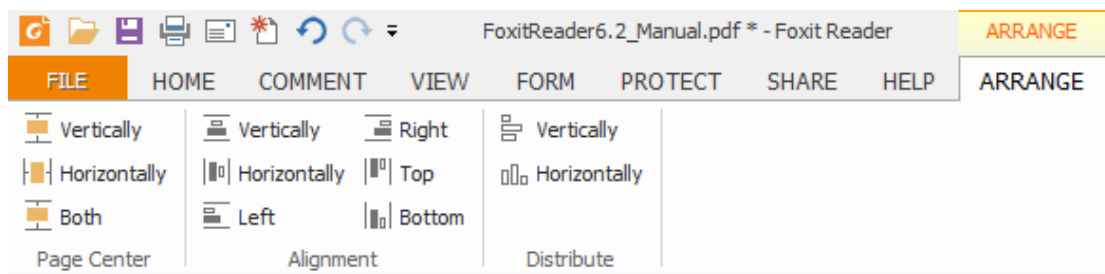 FoxitReader6.2_Manual.pdf * - Foxit Reader ARRANGE
FILE HOME COMMENT VIEW FORM PROTECT SHARE HELP ARRANGE
Vertically Vertically Right Vertically
Horizontally Horizontally Top Horizontally
Both Left Bottom
Page Center Alignment Distribute